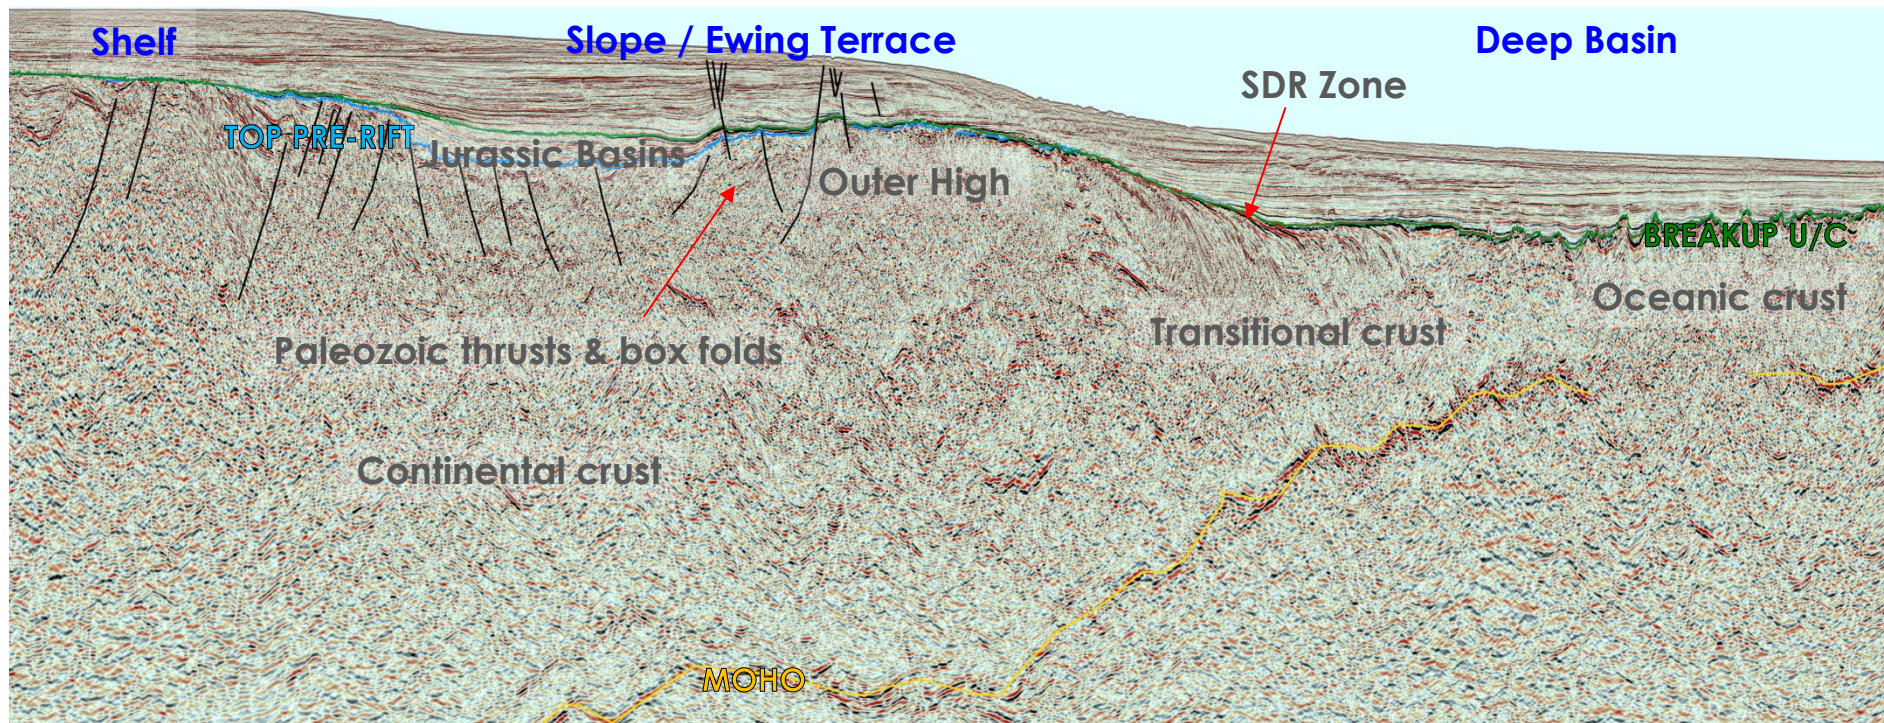 Shelf
Slope / Ewing Terrace
Deep Basin
SDR Zone
TOP PRE-RIFT
Jurassic Basins
Outer High
BREAKUP U/C
Oceanic crust
Transitional crust
Paleozoic thrusts & box folds
Continental crust
MOHO